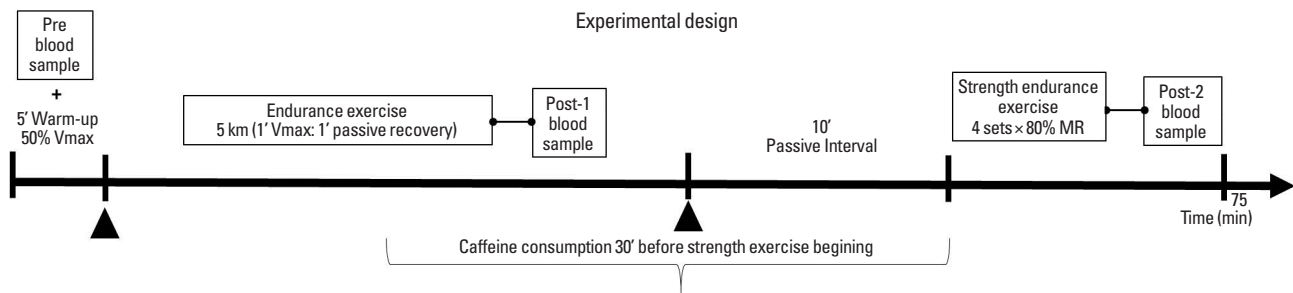 Experimental design
Pre
blood
sample
+
5′ Warm-up
50% Vmax
Endurance exercise
5 km (1′ Vmax: 1′ passive recovery)
Post-1
blood
sample
10′
Passive Interval
Strength endurance
exercise
4 sets × 80% MR
Post-2
blood
sample
75
Time (min)
Caffeine consumption 30′ before strength exercise begining